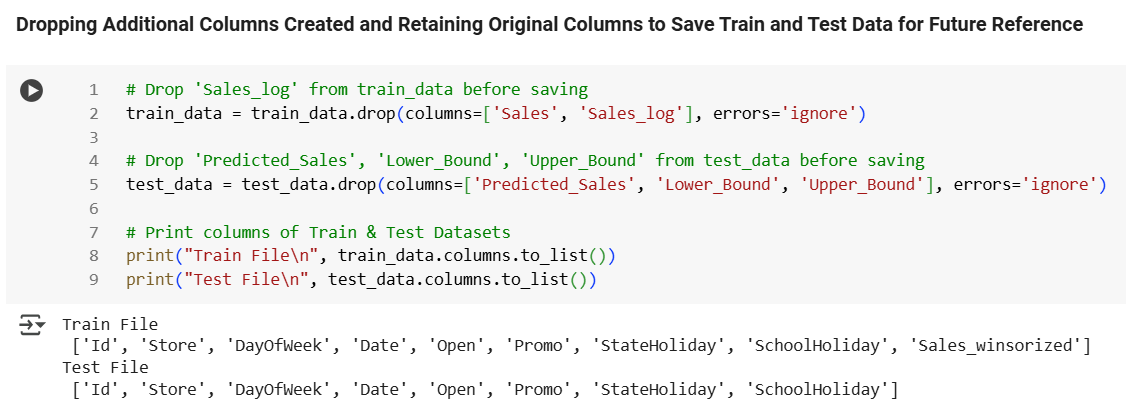 Dropping Additional Columns Created and Retaining Original Columns to Save Train and Test Data for Future Reference
1 # Drop 'Sales_log' from train_data before saving
2 train_data = train_data.drop(columns=['Sales', 'Sales_log'], errors='ignore')
3
4 # Drop 'Predicted_Sales', 'Lower_Bound', 'Upper_Bound' from test_data before saving
5 test_data = test_data.drop(columns=['Predicted_Sales', 'Lower_Bound', 'Upper_Bound'], errors='ignore')
6
7 # Print columns of Train & Test Datasets
8 print("Train File\n", train_data.columns.to_list())
9 print("Test File\n", test_data.columns.to_list())
Train File
['Id', 'Store', 'DayOfWeek', 'Date', 'Open', 'Promo', 'StateHoliday', 'SchoolHoliday', 'Sales_winsorized']
Test File
['Id', 'Store', 'DayOfWeek', 'Date', 'Open', 'Promo', 'StateHoliday', 'SchoolHoliday']